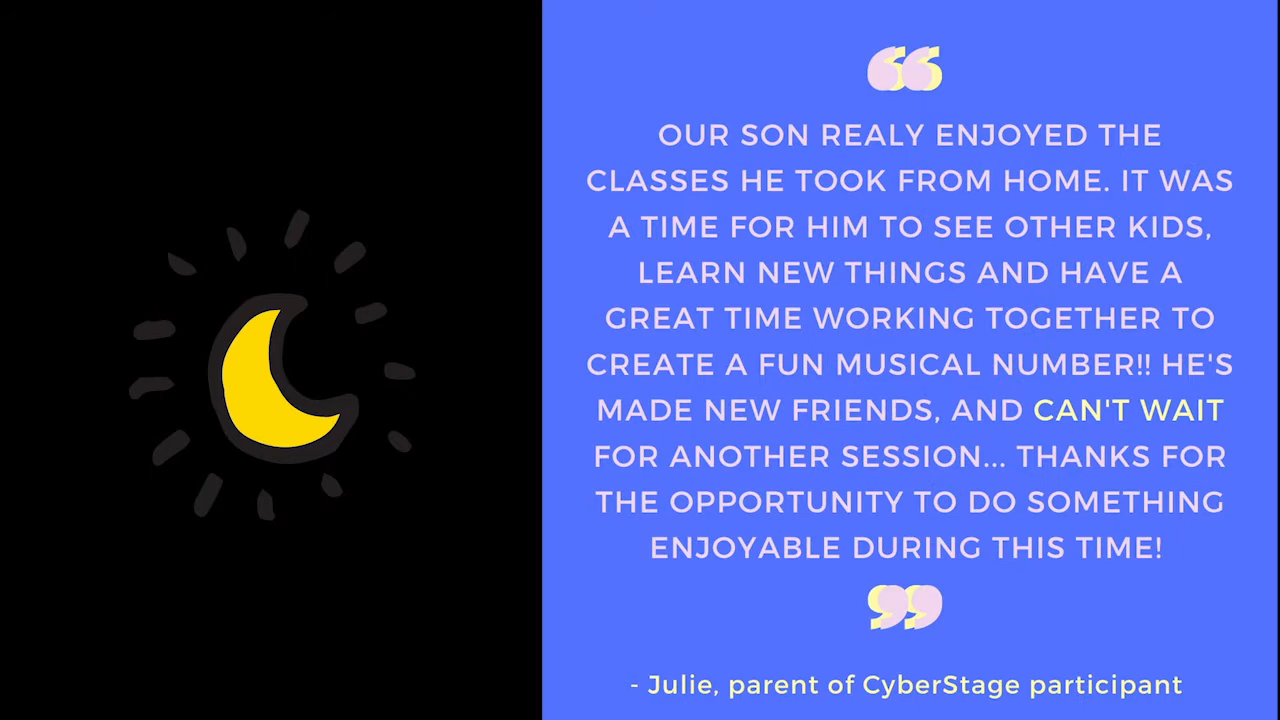 ❝
OUR SON REALY ENJOYED THE
CLASSES HE TOOK FROM HOME. IT WAS
A TIME FOR HIM TO SEE OTHER KIDS,
LEARN NEW THINGS AND HAVE A
GREAT TIME WORKING TOGETHER TO
CREATE A FUN MUSICAL NUMBER!! HE'S
MADE NEW FRIENDS, AND CAN'T WAIT
FOR ANOTHER SESSION... THANKS FOR
THE OPPORTUNITY TO DO SOMETHING
ENJOYABLE DURING THIS TIME!
❞
- Julie, parent of CyberStage participant